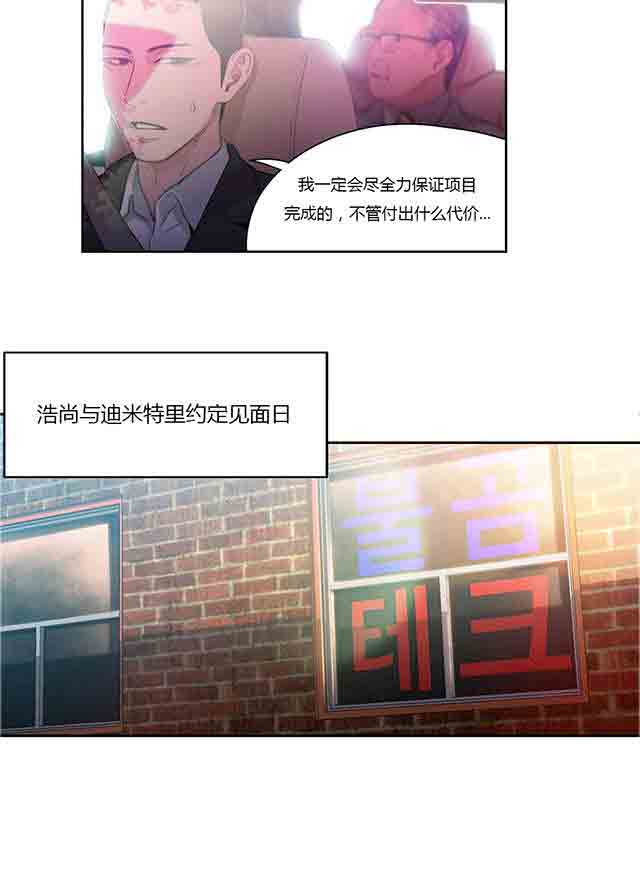 我一定会尽全力保证项目
完成的，不管付出什么代价...
浩尚与迪米特里约定见面日
불곰
테크